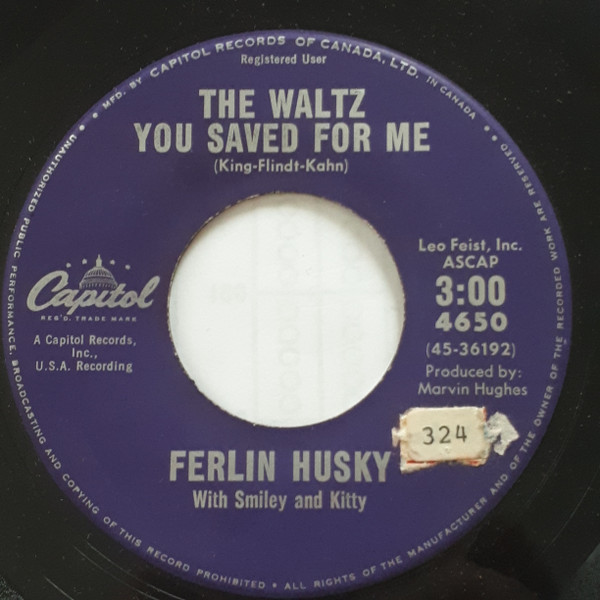 • MFD. BY CAPITOL RECORDS OF CANADA, LTD. IN CANADA •
Registered User
THE WALTZ
YOU SAVED FOR ME
(King-Flindt-Kahn)
Capitol
REG'D. TRADE MARK
A Capitol Records,
Inc.,
U.S.A. Recording
Leo Feist, Inc.
ASCAP
3:00
4650
(45-36192)
Produced by:
Marvin Hughes
324
FERLIN HUSKY
With Smiley and Kitty
• UNAUTHORIZED PUBLIC PERFORMANCE, BROADCASTING AND COPYING OF THIS RECORD PROHIBITED • ALL RIGHTS OF THE MANUFACTURER AND OF THE OWNER OF THE RECORDED WORK ARE RESERVED •